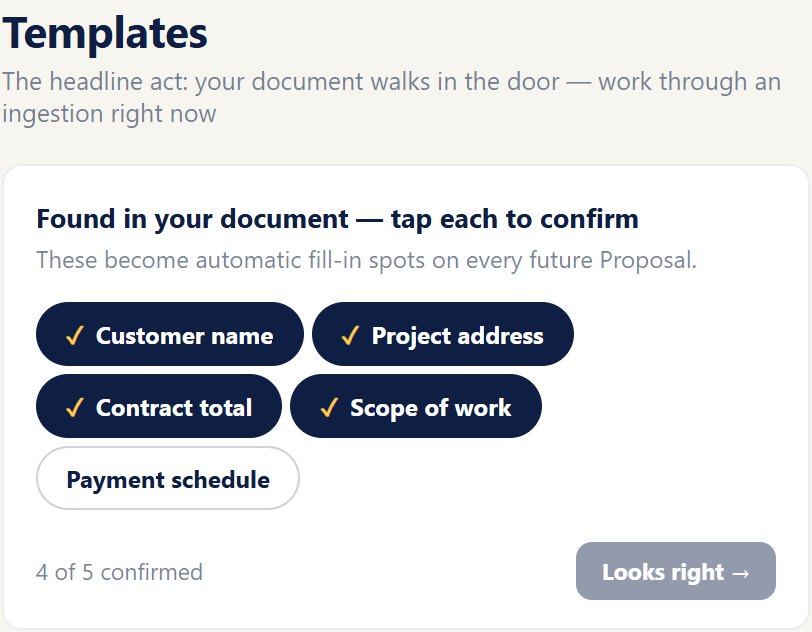 Templates
The headline act: your document walks in the door — work through an
ingestion right now
Found in your document — tap each to confirm
These become automatic fill-in spots on every future Proposal.
✓ Customer name
✓ Project address
✓ Contract total
✓ Scope of work
Payment schedule
4 of 5 confirmed
Looks right →